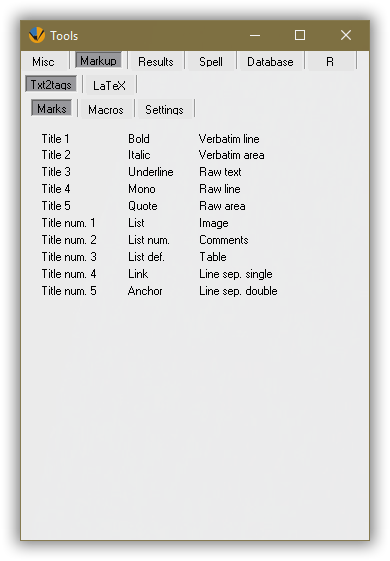 Tools
Misc Markup Results Spell Database R
Txt2tags LaTeX
Marks Macros Settings
Title 1 Bold Verbatim line
Title 2 Italic Verbatim area
Title 3 Underline Raw text
Title 4 Mono Raw line
Title 5 Quote Raw area
Title num. 1 List Image
Title num. 2 List num. Comments
Title num. 3 List def. Table
Title num. 4 Link Line sep. single
Title num. 5 Anchor Line sep. double